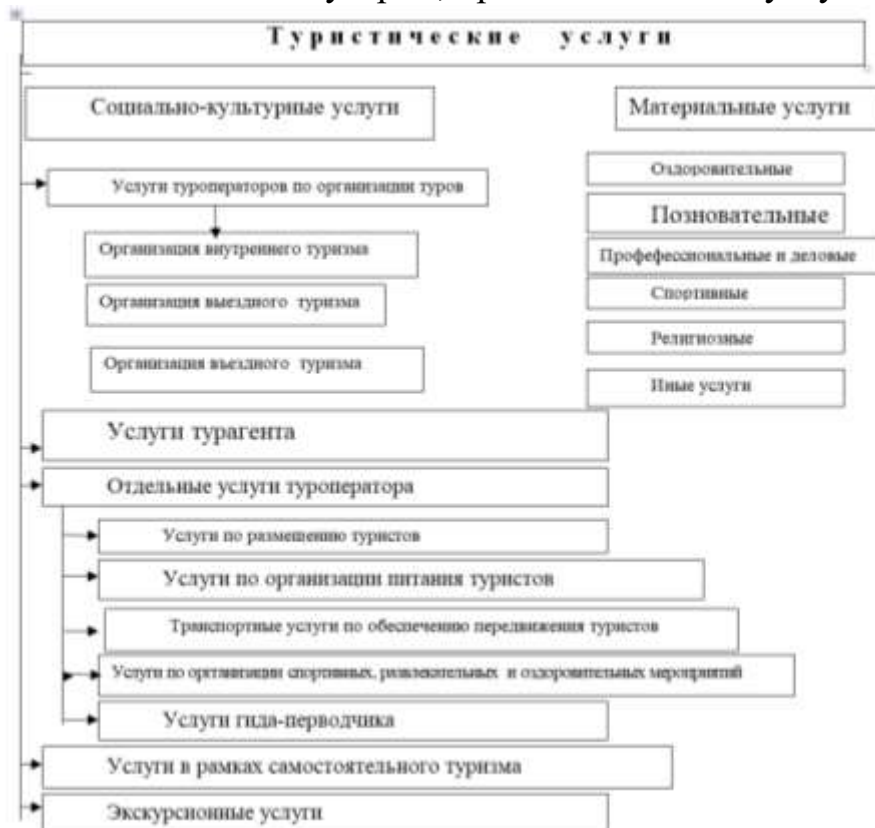 Туристические услуги
Социально-культурные услуги
Материальные услуги
Услуги туроператоров по организации туров
Организация внутреннего туризма
Организация выездного туризма
Организация въездного туризма
Оздоровительные
Позновательные
Профефессиональные и деловые
Спортивные
Религиозные
Иные услуги
Услуги турагента
Отдельные услуги туроператора
Услуги по размешению туристов
Услуги по организации питания туристов
Транспортные услуги по обеспечению передвижения туристов
Услуги по оргтанизации спортивных, развлекательных и оздоровительных мероприятий
Услуги гида-перводчика
Услуги в рамках самостоятельного туризма
Экскурсионные услуги